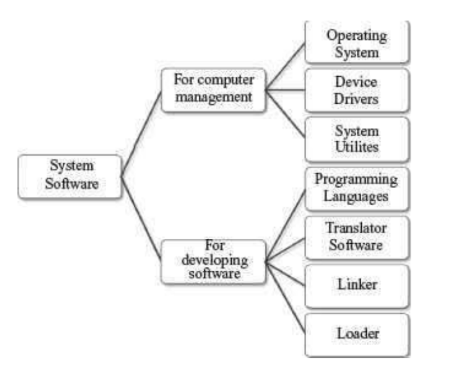 System
Software
For computer
management
Operating
System
Device
Drivers
System
Utilites
For
developing
software
Programming
Languages
Translator
Software
Linker
Loader